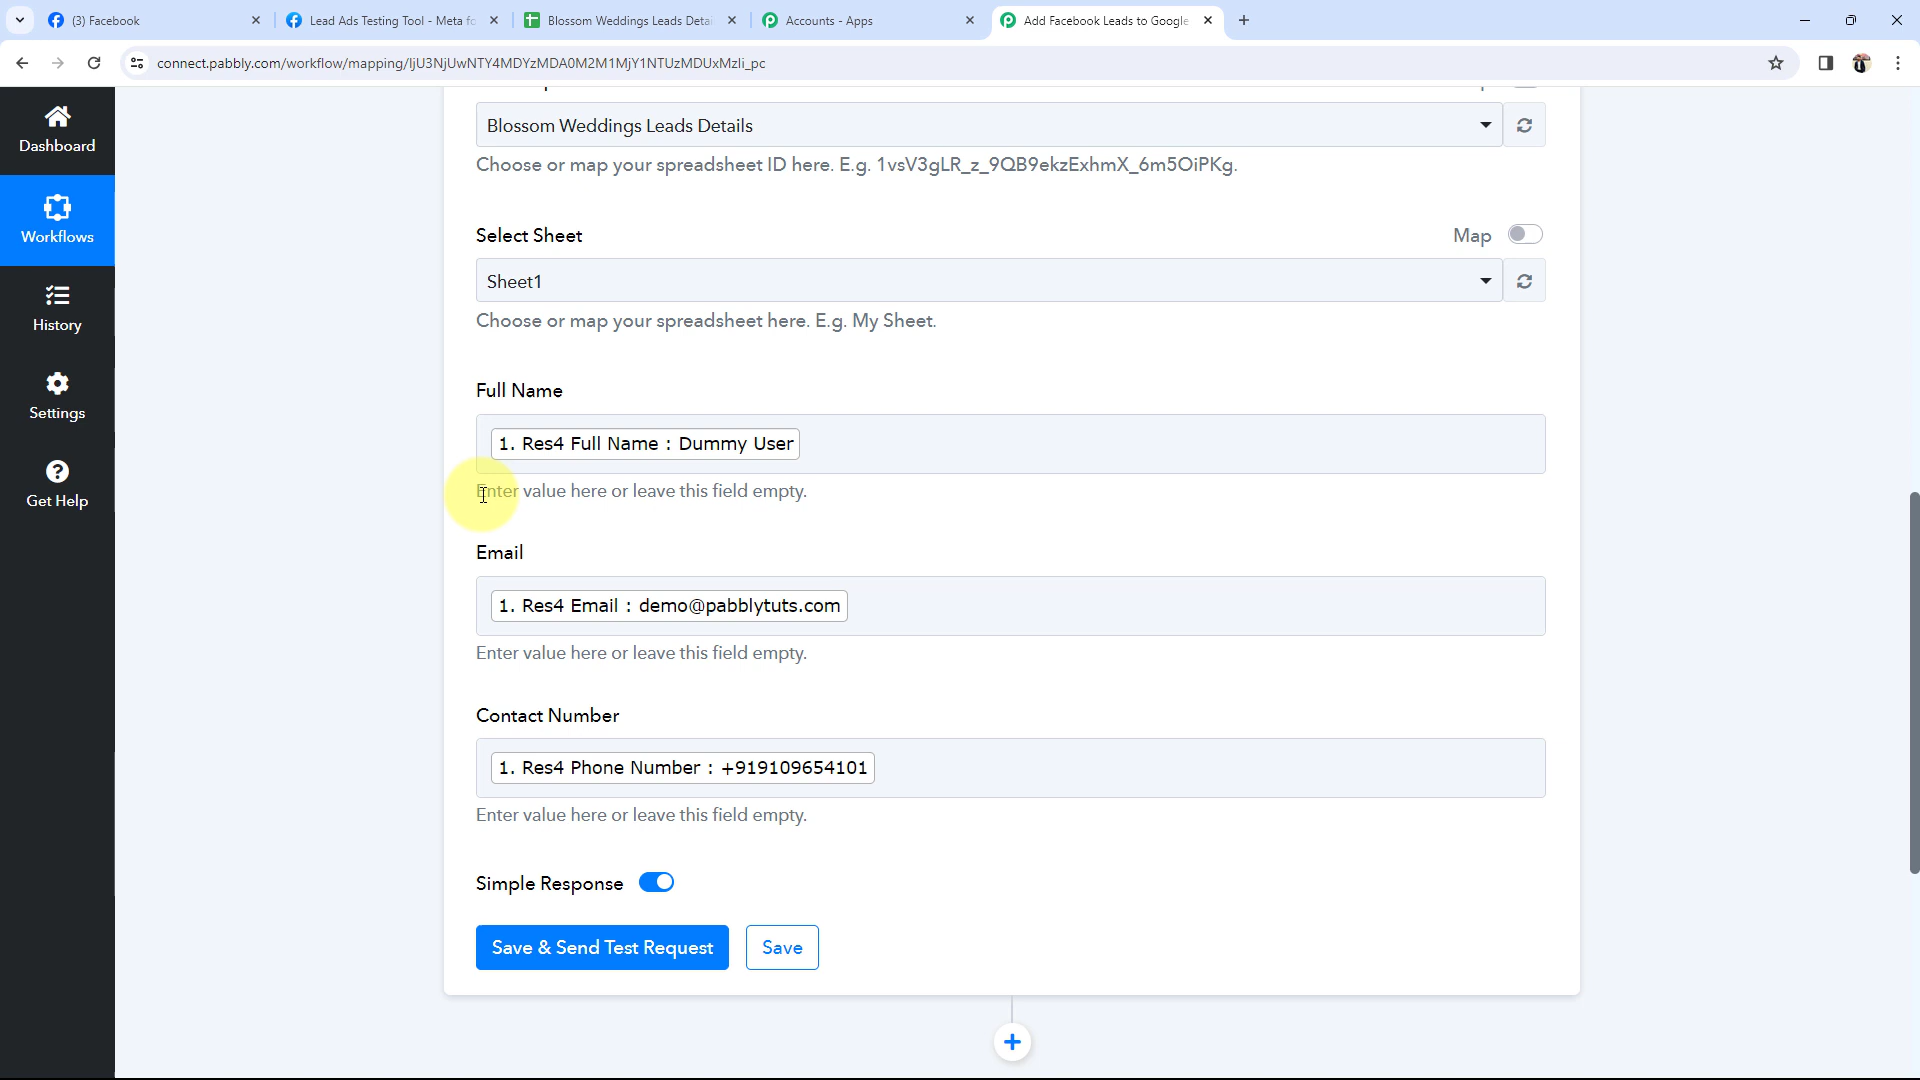 (3) Facebook
Lead Ads Testing Tool - Meta fo
Blossom Weddings Leads Detai
Accounts - Apps
Add Facebook Leads to Google
connect.pabbly.com/workflow/mapping/IjU3NjUwNTY4MDYzMDA0M2M1MjY1NTUzMDUxMzIi_pc
Dashboard
Workflows
History
Settings
Get Help
Blossom Weddings Leads Details
Choose or map your spreadsheet ID here. E.g. 1vsV3gLR_z_9QB9ekzExhmX_6m5OiPKg.
Select Sheet
Map
Sheet1
Choose or map your spreadsheet here. E.g. My Sheet.
Full Name
1. Res4 Full Name : Dummy User
Enter value here or leave this field empty.
Email
1. Res4 Email : demo@pabblytuts.com
Enter value here or leave this field empty.
Contact Number
1. Res4 Phone Number : +919109654101
Enter value here or leave this field empty.
Simple Response
Save & Send Test Request
Save